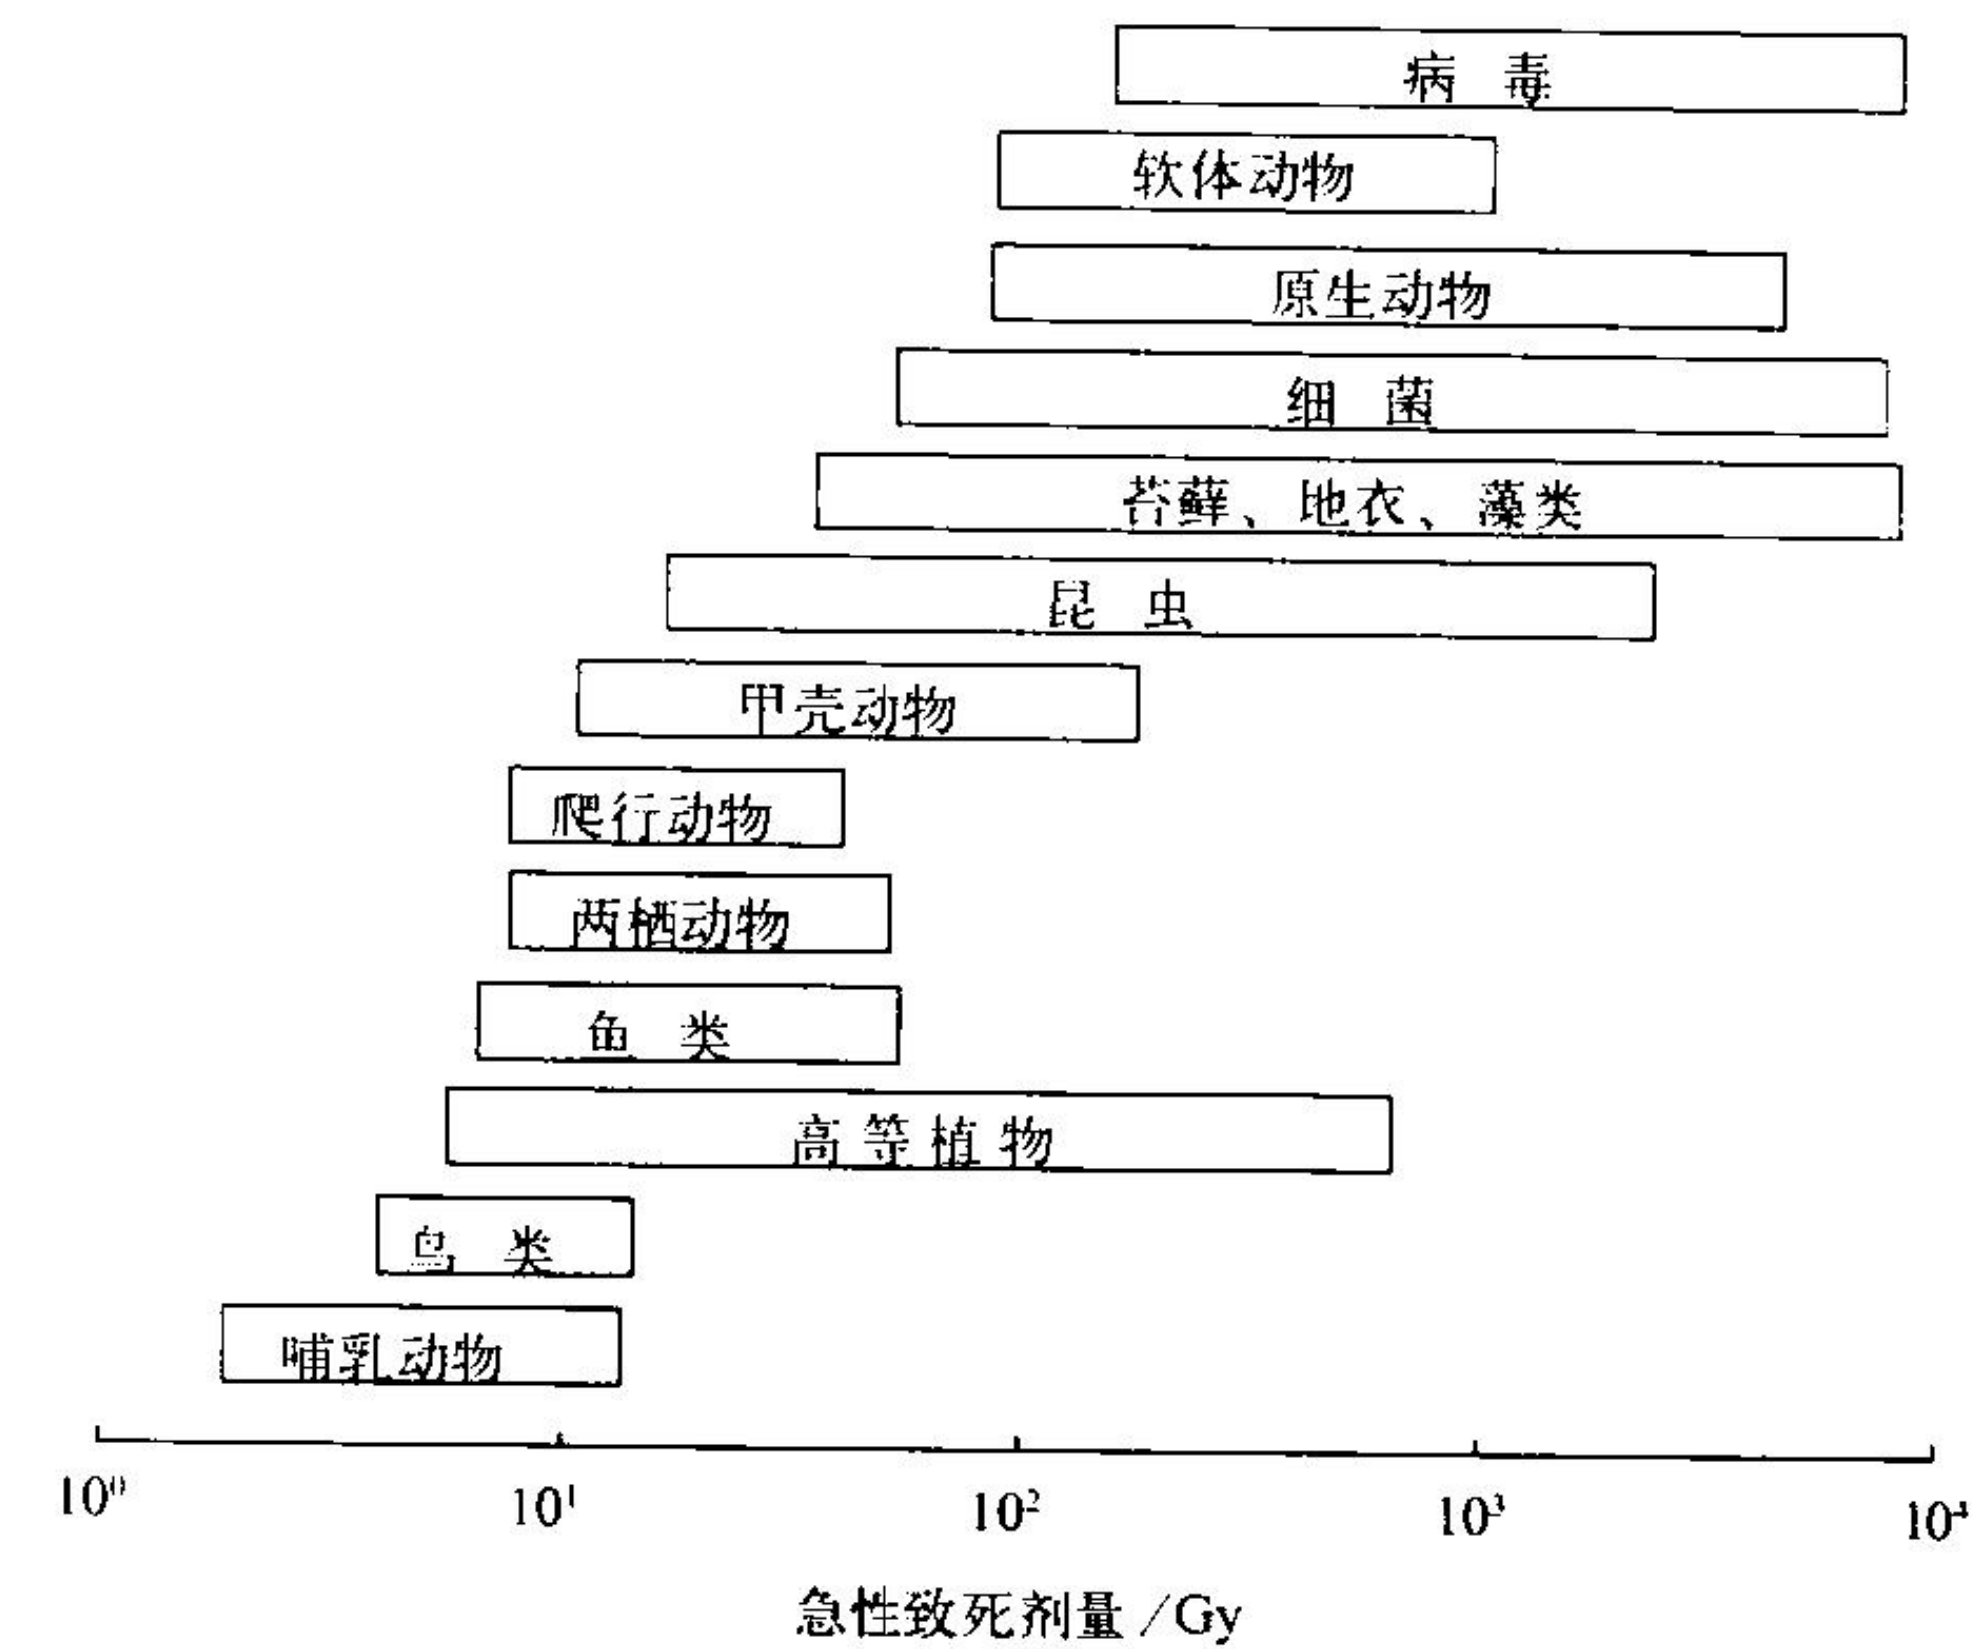 病 毒
软体动物
原生动物
细 菌
苔藓、地衣、藻类
昆 虫
甲壳动物
爬行动物
两栖动物
鱼 类
高等植物
鸟 类
哺乳动物
10⁰ 10¹ 10² 10³ 10⁴
急性致死剂量/Gy